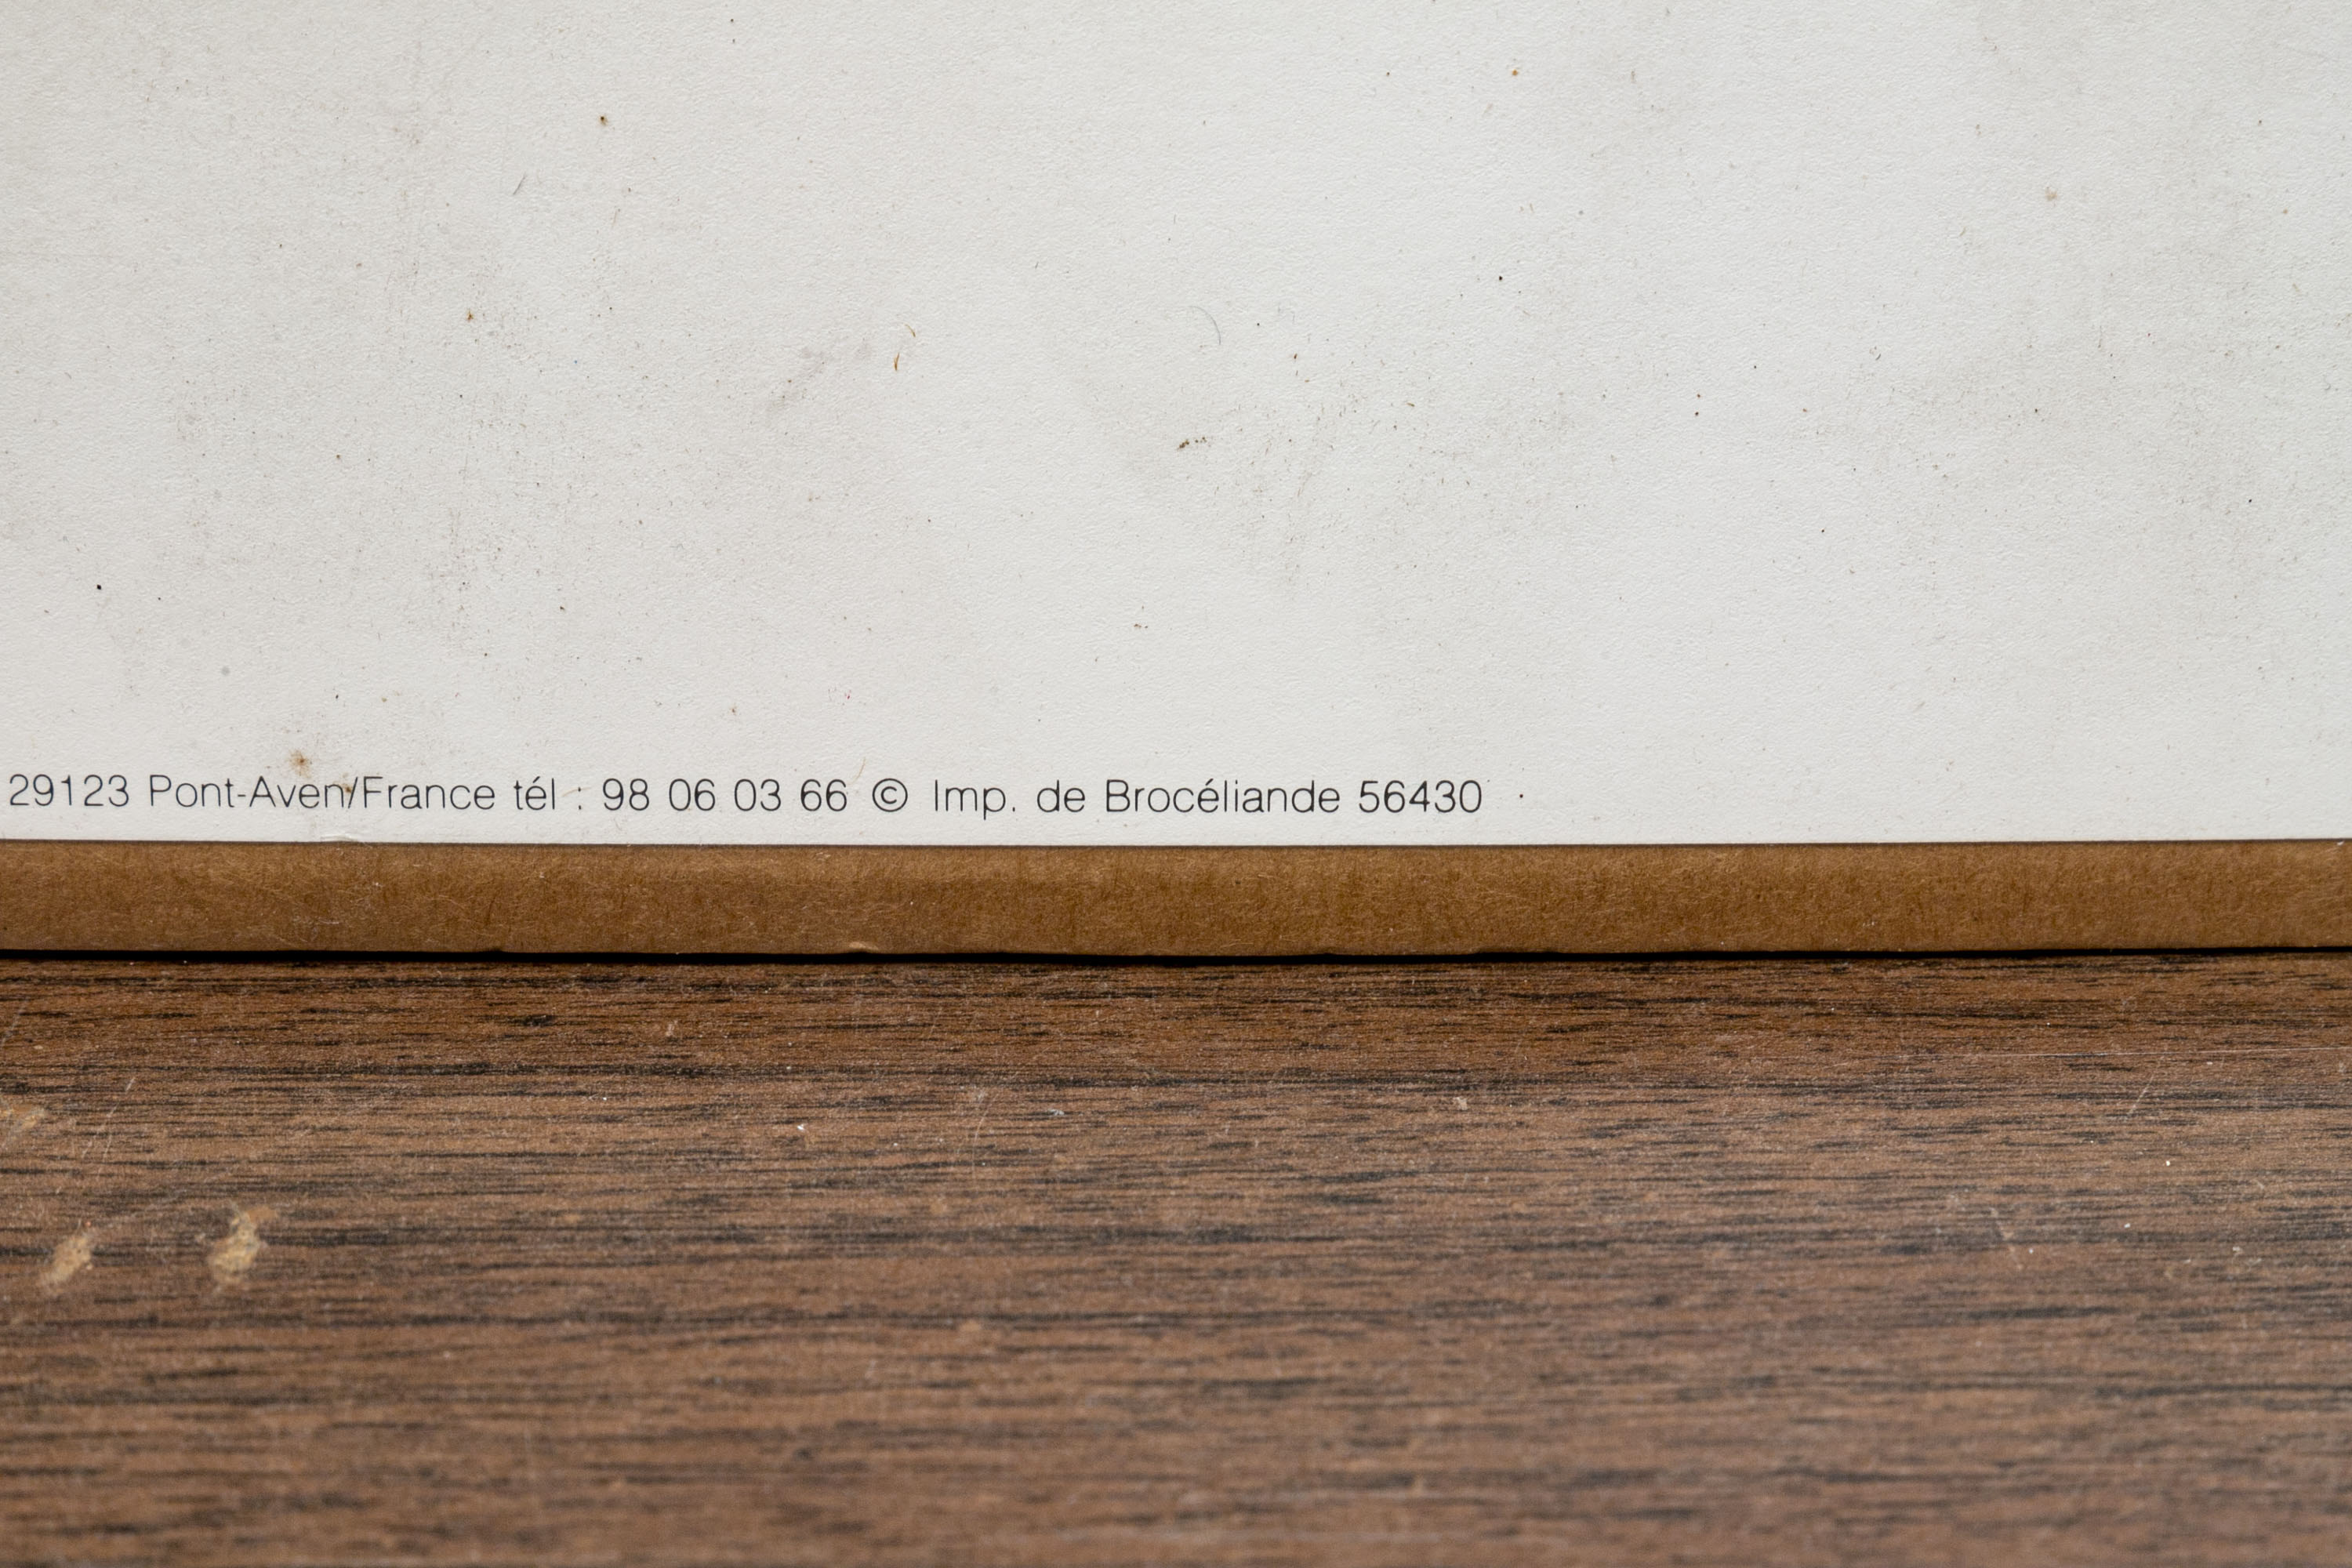 29123 Pont-Aven/France tél : 98 06 03 66 © Imp. de Brocéliande 56430